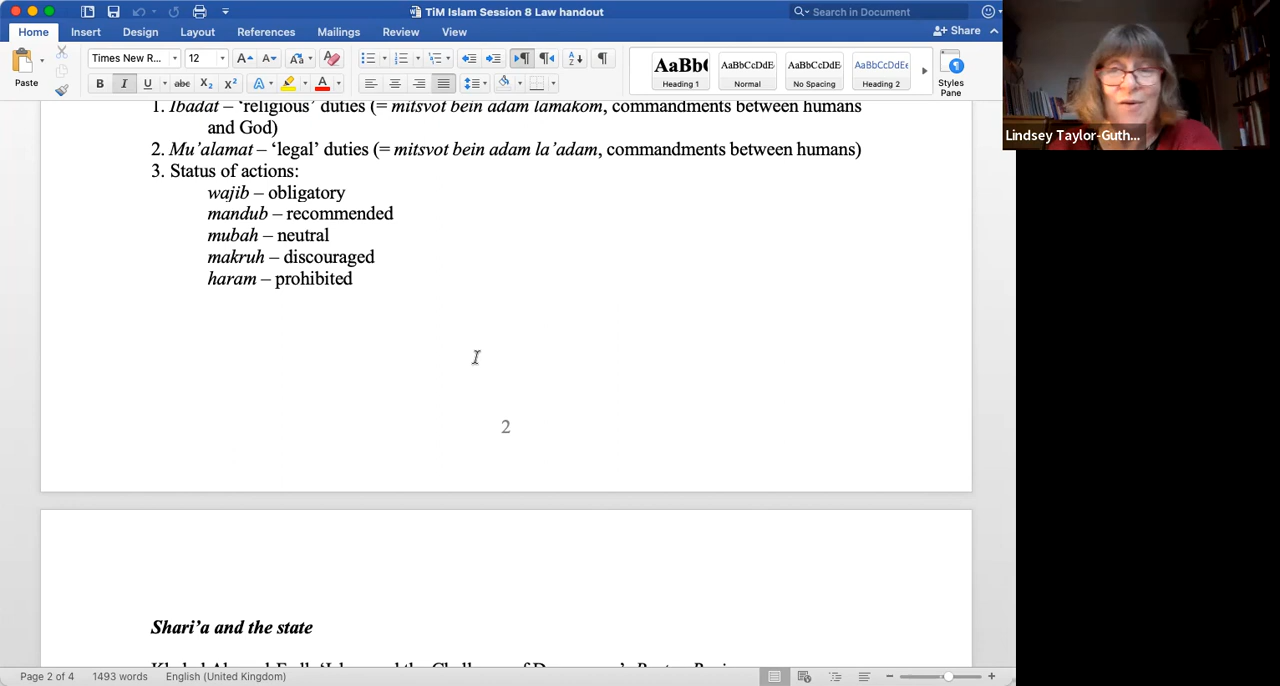 TiM Islam Session 8 Law handout
Search in Document
Home Insert Design Layout References Mailings Review View
Share
Paste
Times New R... 12
AaBb( AaBbCcDdE AaBbCcDdE AaBbCcDdEe
Heading 1 Normal No Spacing Heading 2
Styles
Pane
Lindsey Taylor-Guth...
1. Ibadat – ‘religious’ duties (= mitsvot bein adam lamakom, commandments between humans
and God)
2. Mu’alamat – ‘legal’ duties (= mitsvot bein adam la’adam, commandments between humans)
3. Status of actions:
wajib – obligatory
mandub – recommended
mubah – neutral
makruh – discouraged
haram – prohibited
2
Shari’a and the state
Page 2 of 4 1493 words English (United Kingdom)